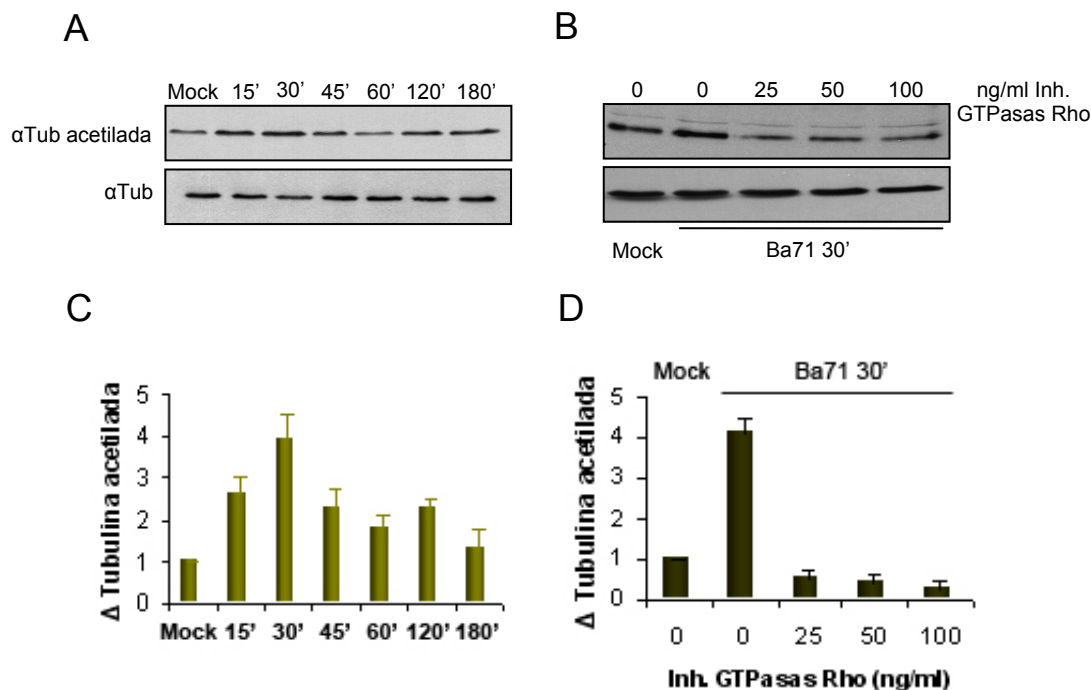 A
Mock 15' 30' 45' 60' 120' 180'
αTub acetilada
αTub
B
0 0 25 50 100 ng/ml Inh.
GTPasas Rho
Mock Ba71 30'
C
Δ Tubulina acetilada
5
4
3
2
1
0
Mock 15' 30' 45' 60' 120' 180'
D
Mock Ba71 30'
Δ Tubulina acetilada
5
4
3
2
1
0
0 0 25 50 100
Inh. GTPasas Rho (ng/ml)